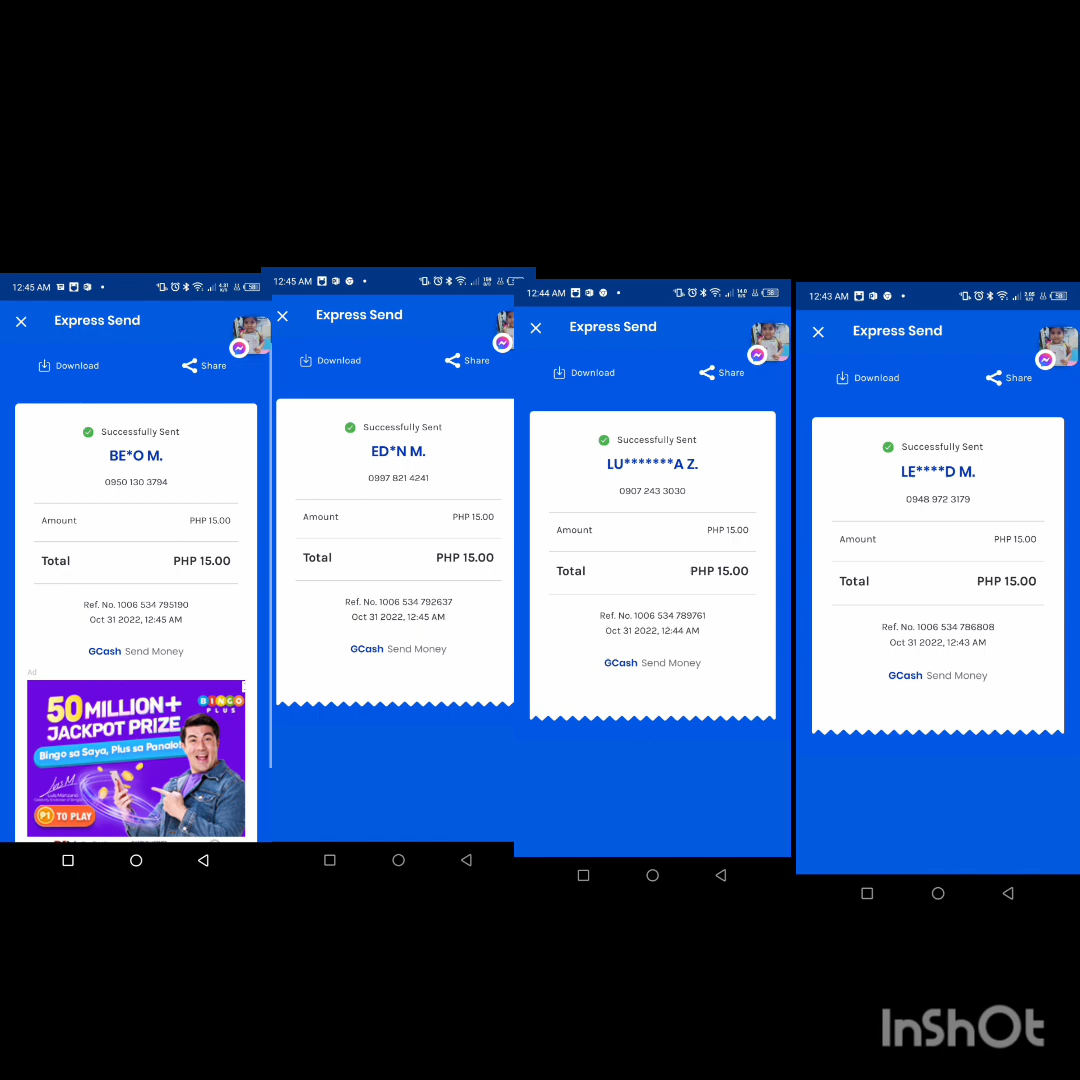 12:45 AM
Express Send
Download
Share
Successfully Sent
BE*O M.
0950 130 3794
Amount PHP 15.00
Total PHP 15.00
Ref. No. 1006 534 795190
Oct 31 2022, 12:45 AM
GCash Send Money
Ad
50 MILLION+
JACKPOT PRIZE
BINGO
PLUS
Bingo sa Saya, Plus sa Panalo!
P1 TO PLAY
12:45 AM
Express Send
Download
Share
Successfully Sent
ED*N M.
0997 821 4241
Amount PHP 15.00
Total PHP 15.00
Ref. No. 1006 534 792637
Oct 31 2022, 12:45 AM
GCash Send Money
12:44 AM
58
Express Send
Download
Share
Successfully Sent
LU*******A Z.
0907 243 3030
Amount PHP 15.00
Total PHP 15.00
Ref. No. 1006 534 789761
Oct 31 2022, 12:44 AM
GCash Send Money
12:43 AM
58
Express Send
Download
Share
Successfully Sent
LE****D M.
0948 972 3179
Amount PHP 15.00
Total PHP 15.00
Ref. No. 1006 534 786808
Oct 31 2022, 12:43 AM
GCash Send Money
InShOt